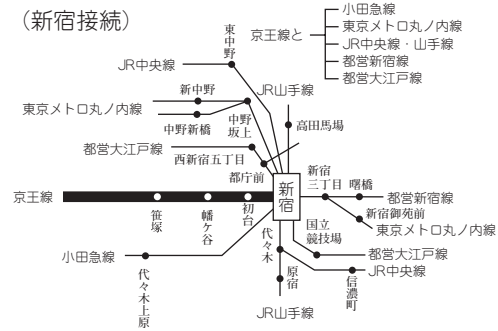 （新宿接続）
京王線と
小田急線
東京メトロ丸ノ内線
JR中央線・山手線
都営新宿線
都営大江戸線
東中野
JR中央線
新中野
JR山手線
東京メトロ丸ノ内線
中野新橋
中野坂上
高田馬場
都営大江戸線
西新宿五丁目
都庁前
新宿
新宿三丁目
曙橋
京王線
都営新宿線
笹塚
幡ケ谷
初台
新宿御苑前
東京メトロ丸ノ内線
国立競技場
代々木
小田急線
都営大江戸線
代々木上原
原宿
JR中央線
信濃町
JR山手線